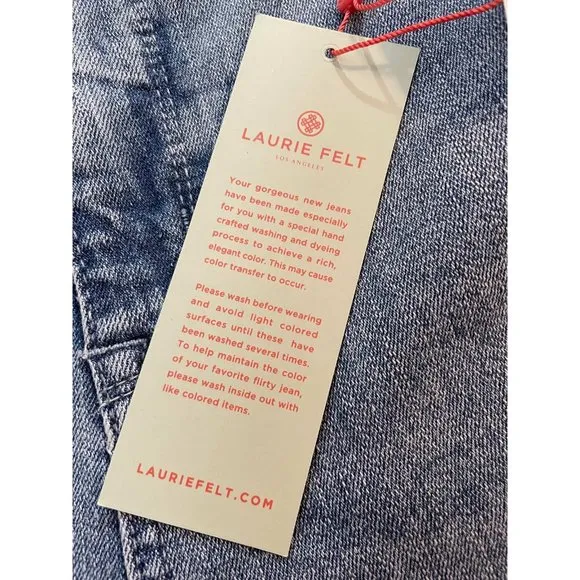 LAURIE FELT
LOS ANGELES
Your gorgeous new jeans
have been made especially
for you with a special hand
crafted washing and dyeing
process to achieve a rich,
elegant color. This may cause
color transfer to occur.
Please wash before wearing
and avoid light colored
surfaces until these have
been washed several times.
To help maintain the color
of your favorite flirty jean,
please wash inside out with
like colored items.
LAURIEFELT.COM